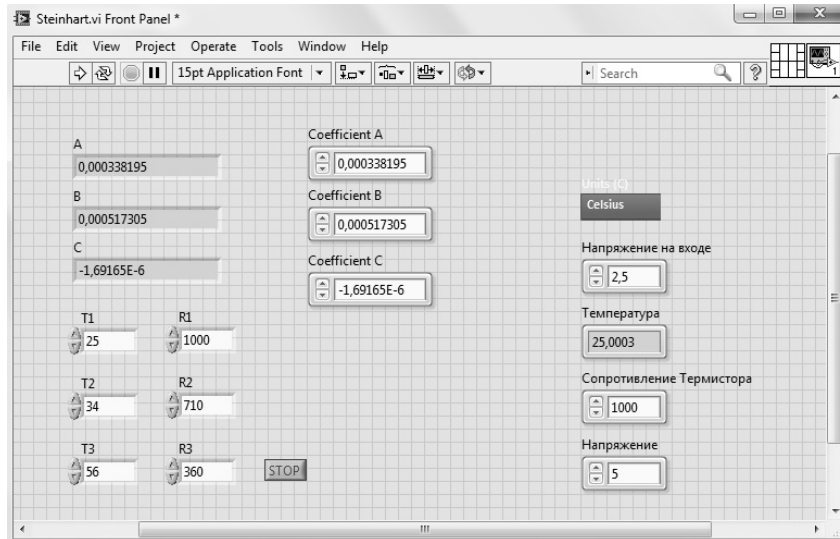 Steinhart.vi Front Panel *
File Edit View Project Operate Tools Window Help
15pt Application Font
Search
1
A
0,000338195
B
0,000517305
C
-1,69165E-6
Coefficient A
0,000338195
Coefficient B
0,000517305
Coefficient C
-1,69165E-6
T1 R1
25 1000
T2 R2
34 710
T3 R3
56 360
STOP
Units (C)
Celsius
Напряжение на входе
2,5
Температура
25,0003
Сопротивление Термистора
1000
Напряжение
5